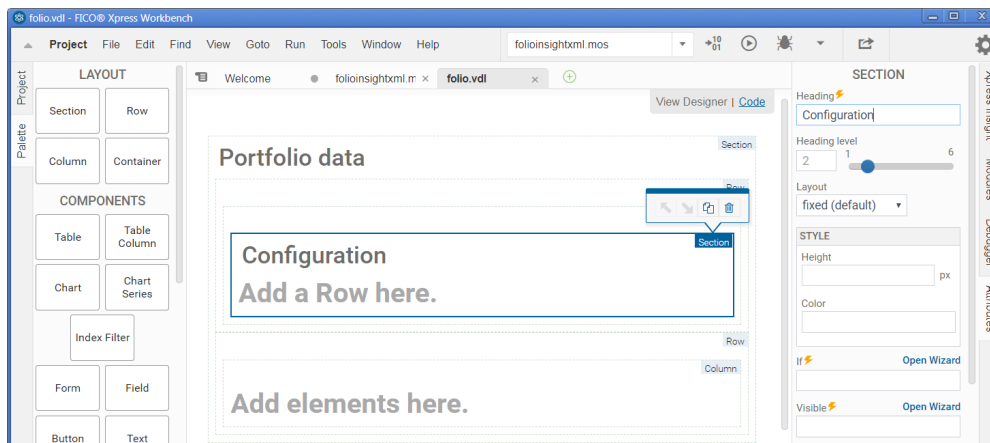 folio.vdl - FICO® Xpress Workbench
Project File Edit Find View Goto Run Tools Window Help folioinsightxml.mos
10
01
Project
Palette
LAYOUT
Section Row
Column Container
COMPONENTS
Table Table Column
Chart Chart Series
Index Filter
Form Field
Button Text
Welcome folioinsightxml.m × folio.vdl ×
View Designer | Code
Section
Portfolio data
Row
Section
Configuration
Add a Row here.
Row
Column
Add elements here.
SECTION
Heading
Configuration
Heading level
2 1 6
Layout
fixed (default)
STYLE
Height
px
Color
If Open Wizard
Visible Open Wizard
Xpress Insight
Modules
Debugger
Attributes